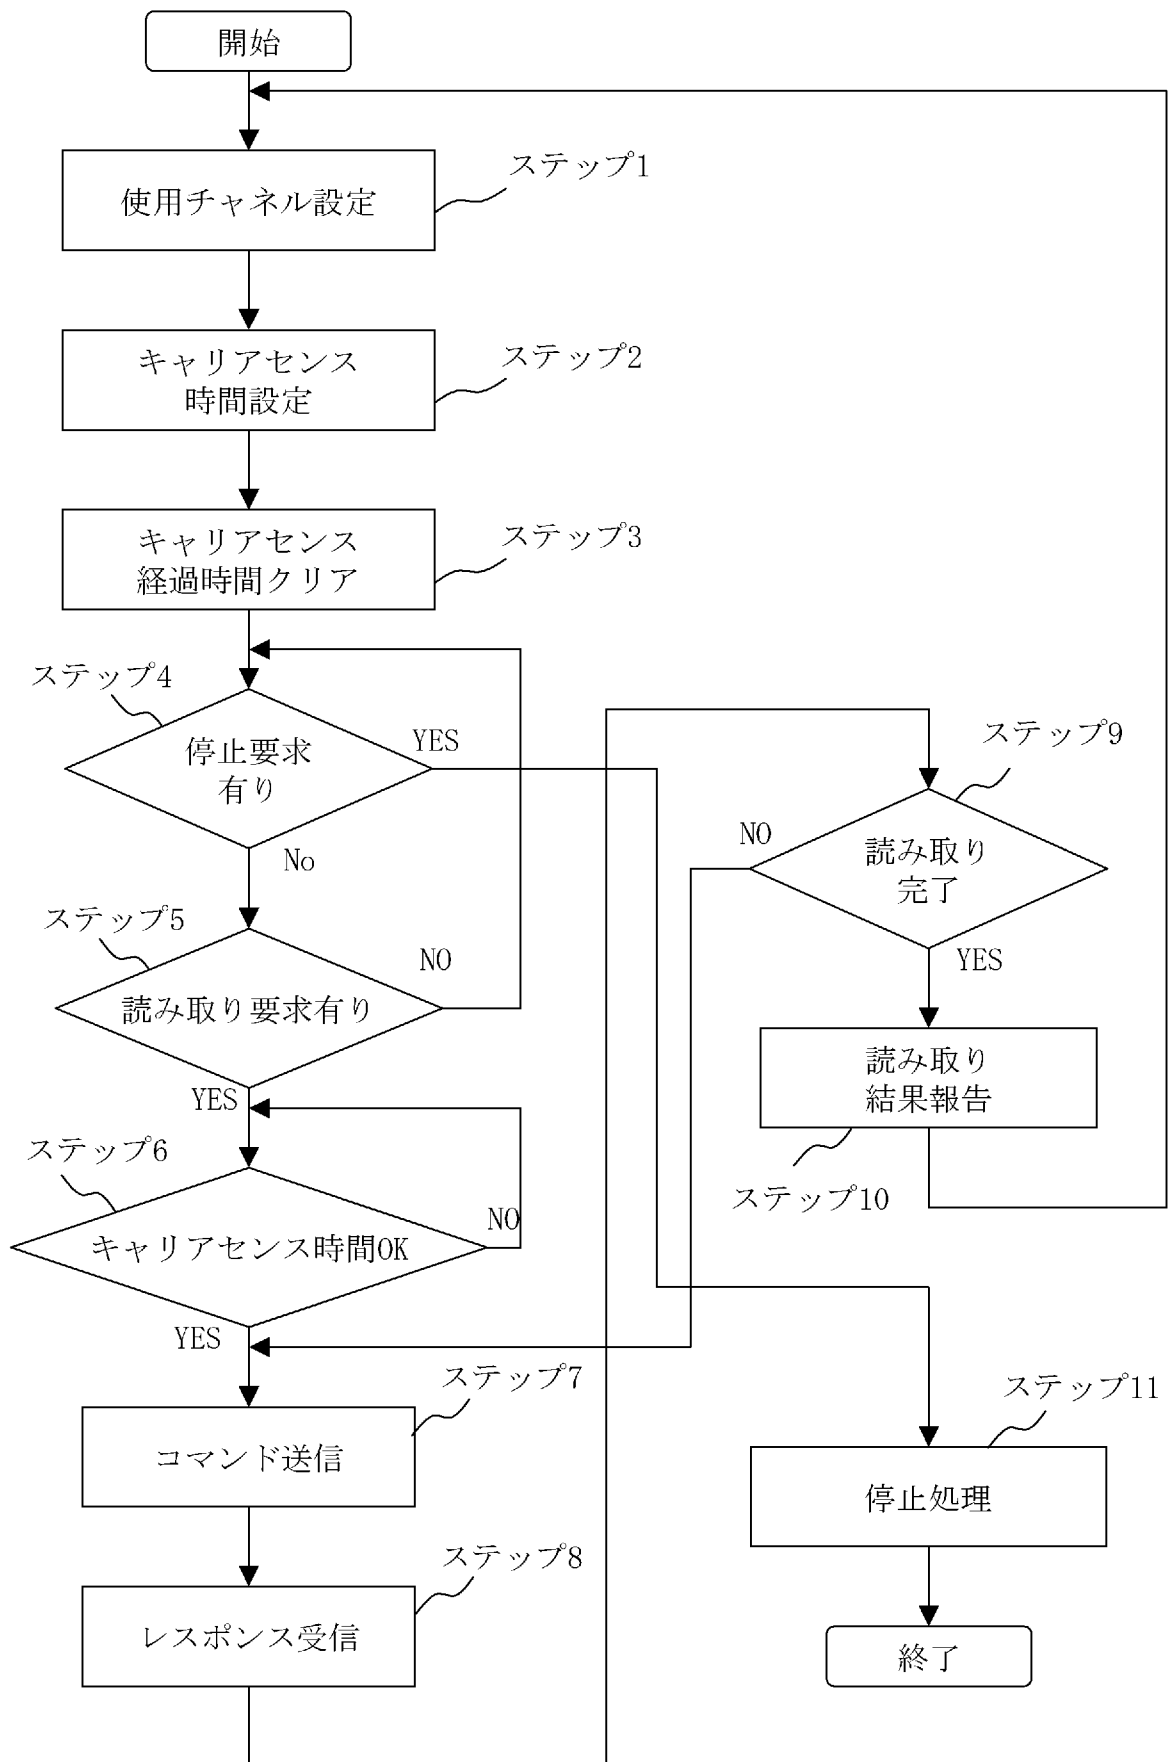 開始
使用チャネル設定
ステップ1
キャリアセンス
時間設定
ステップ2
キャリアセンス
経過時間クリア
ステップ3
ステップ4
停止要求
有り
YES
No
ステップ5
読み取り要求有り
NO
YES
ステップ6
キャリアセンス時間OK
NO
YES
ステップ7
コマンド送信
ステップ8
レスポンス受信
ステップ9
読み取り
完了
NO
YES
読み取り
結果報告
ステップ10
ステップ11
停止処理
終了